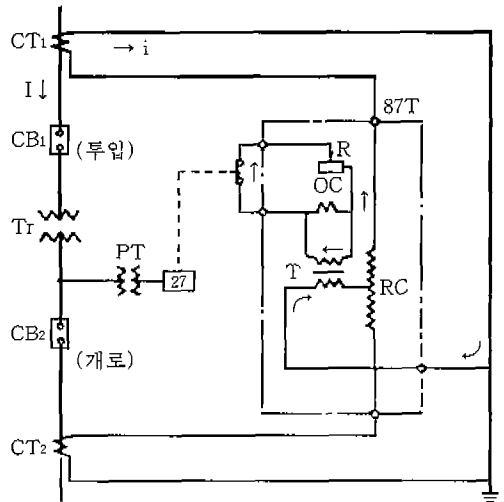 CT₁
→ i
I↓
87T
CB₁
(투입)
R
OC
Tr
PT
27
T
RC
CB₂
(개로)
CT₂